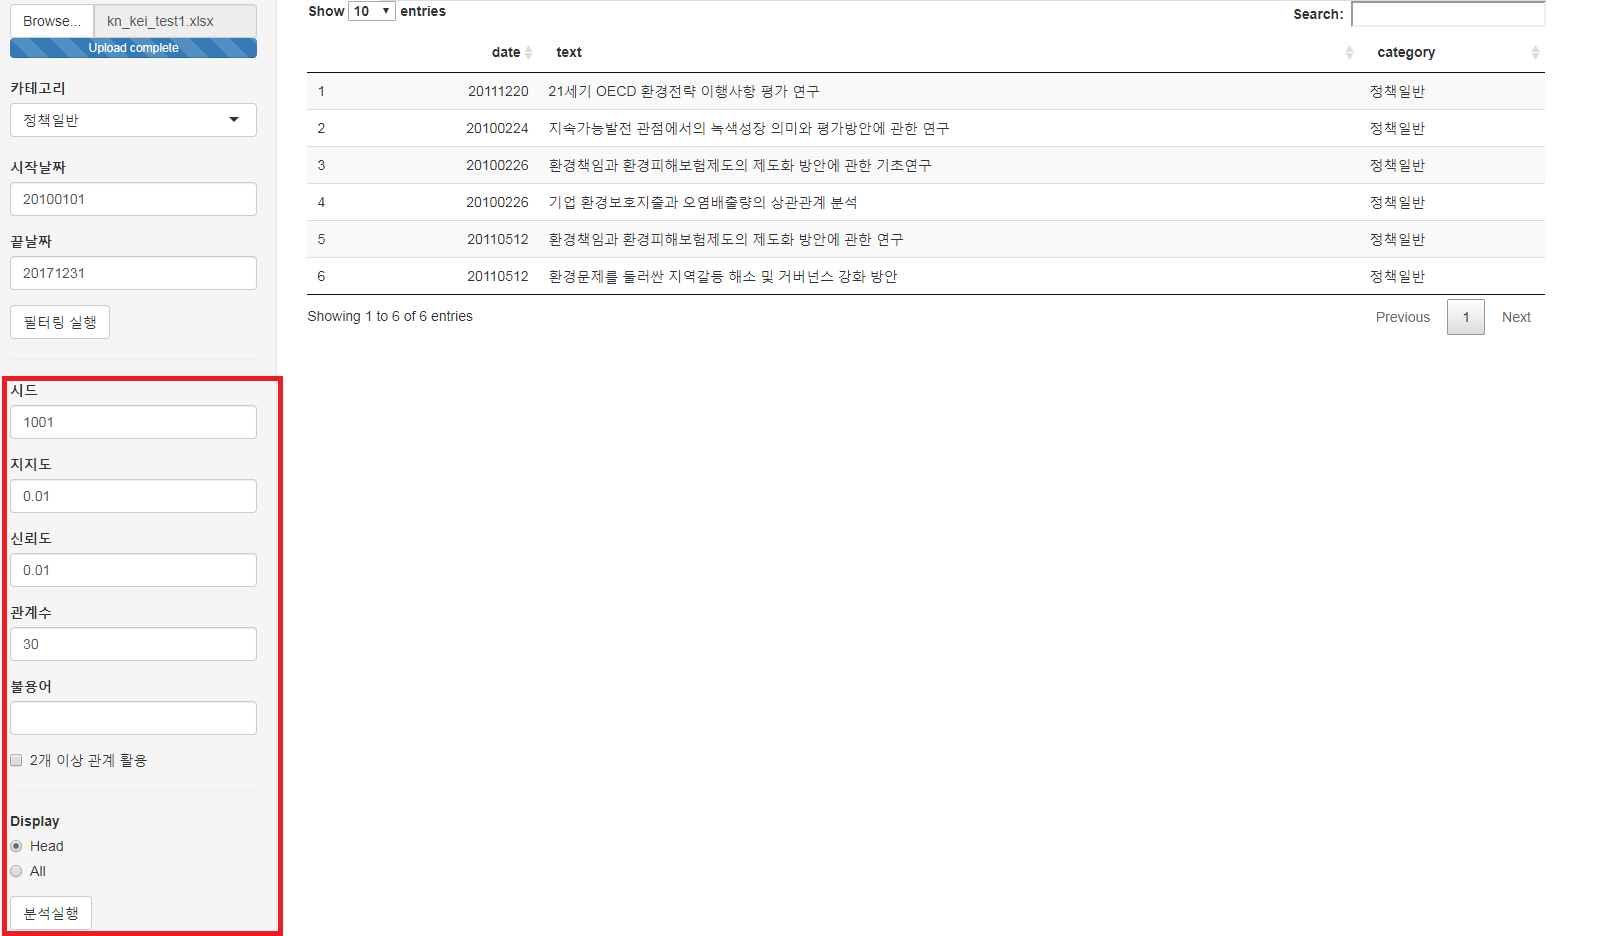 Browse... kn_kei_test1.xlsx
Upload complete
카테고리
정책일반
시작날짜
20100101
끝날짜
20171231
필터링 실행
시드
1001
지지도
0.01
신뢰도
0.01
관계수
30
불용어
2개 이상 관계 활용
Display
Head
All
분석실행
Show 10 entries
Search:
date text category
1 20111220 21세기 OECD 환경전략 이행사항 평가 연구 정책일반
2 20100224 지속가능발전 관점에서의 녹색성장 의미와 평가방안에 관한 연구 정책일반
3 20100226 환경책임과 환경피해보험제도의 제도화 방안에 관한 기초연구 정책일반
4 20100226 기업 환경보호지출과 오염배출량의 상관관계 분석 정책일반
5 20110512 환경책임과 환경피해보험제도의 제도화 방안에 관한 연구 정책일반
6 20110512 환경문제를 둘러싼 지역갈등 해소 및 거버넌스 강화 방안 정책일반
Showing 1 to 6 of 6 entries
Previous 1 Next